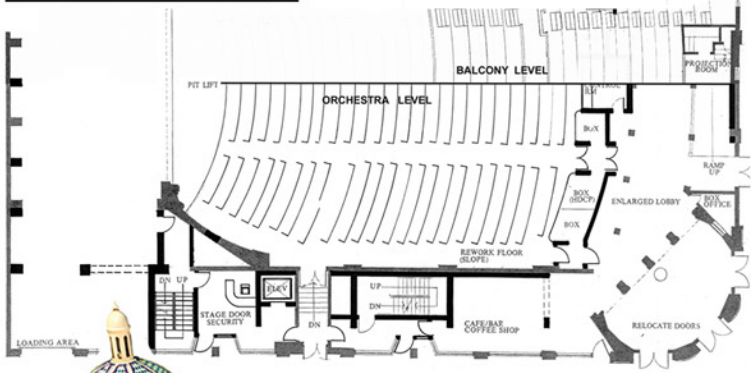 BALCONY LEVEL
PROJECTION
ROOM
PIT LIFT
ORCHESTRA LEVEL
CONTROL
RM
BOX
RAMP
UP
BOX
(HDCP)
ENLARGED LOBBY
BOX
OFFICE
BOX
REWORK FLOOR
(SLOPE)
DN UP
ELEV
UP
DN
STAGE DOOR
SECURITY
DN
CAFE/BAR
COFFEE SHOP
RELOCATE DOORS
LOADING AREA